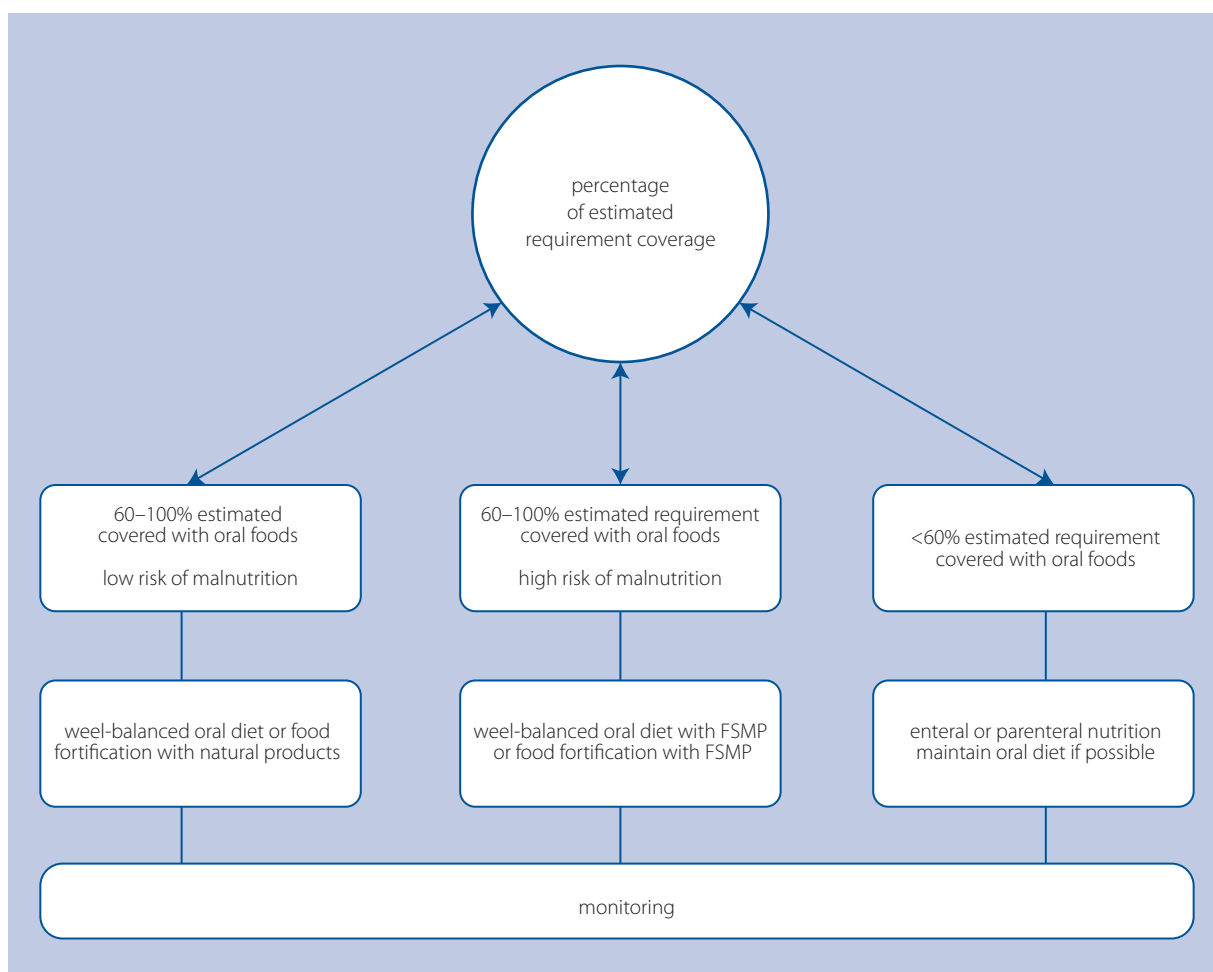 percentage
of estimated
requirement coverage
60–100% estimated
covered with oral foods
low risk of malnutrition
60–100% estimated requirement
covered with oral foods
high risk of malnutrition
<60% estimated requirement
covered with oral foods
weel-balanced oral diet or food
fortification with natural products
weel-balanced oral diet with FSMP
or food fortification with FSMP
enteral or parenteral nutrition
maintain oral diet if possible
monitoring